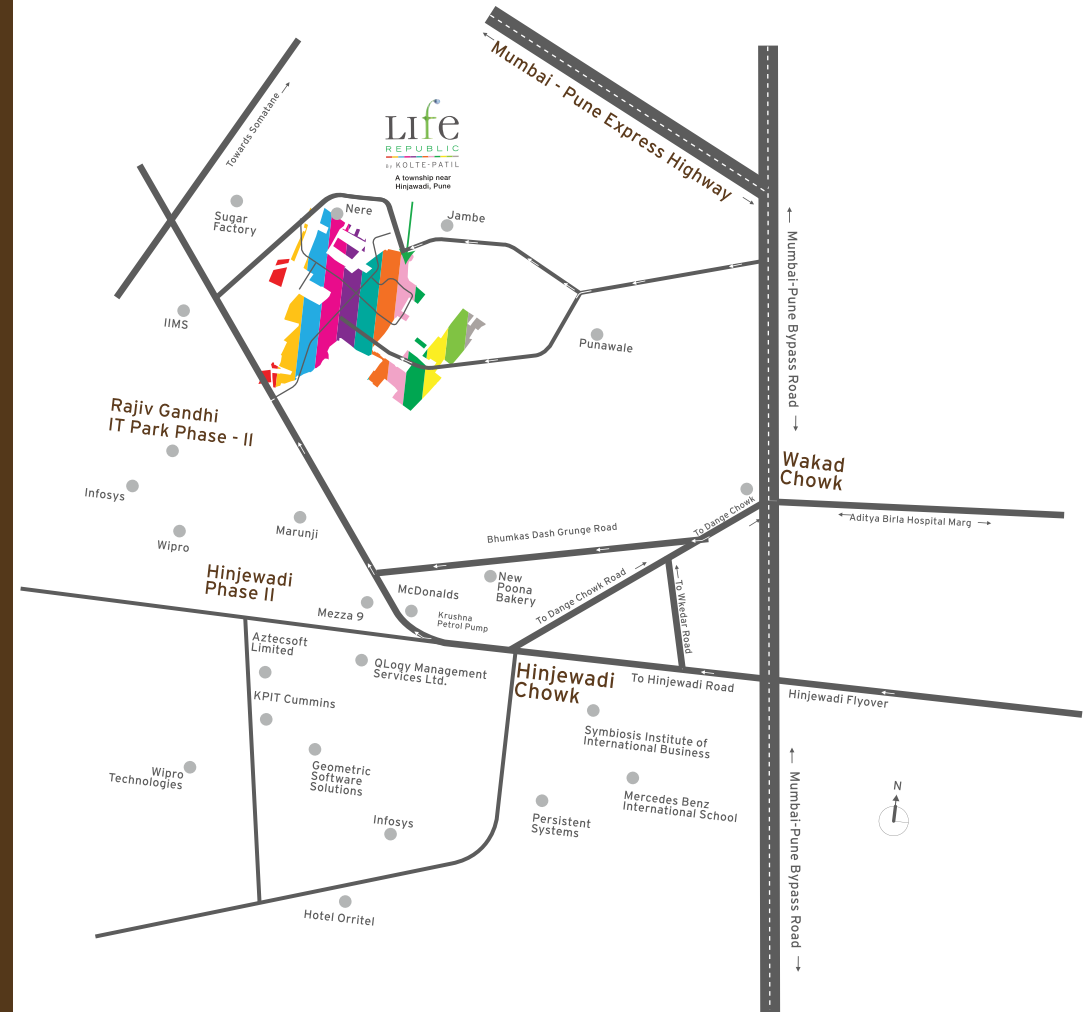 Mumbai - Pune Express Highway
Towards Somatane
LIfe
REPUBLIC
By KOLTE-PATIL
A township near
Hinjawadi, Pune
Sugar
Factory
Nere
Jambe
Mumbai-Pune Bypass Road
IIMS
Punawale
Rajiv Gandhi
IT Park Phase - II
Wakad
Chowk
Infosys
To Dange Chowk
Aditya Birla Hospital Marg
Marunji
Wipro
Bhumkas Dash Grunge Road
Hinjewadi
Phase II
McDonalds
New
Poona
Bakery
To Dange Chowk Road
To Wkedar Road
Mezza 9
Krushna
Petrol Pump
Aztecsoft
Limited
QLogy Management
Services Ltd.
Hinjewadi
Chowk
To Hinjewadi Road
Hinjewadi Flyover
KPIT Cummins
Symbiosis Institute of
International Business
Wipro
Technologies
Geometric
Software
Solutions
Mercedes Benz
International School
Persistent
Systems
Infosys
N
Mumbai-Pune Bypass Road
Hotel Orritel